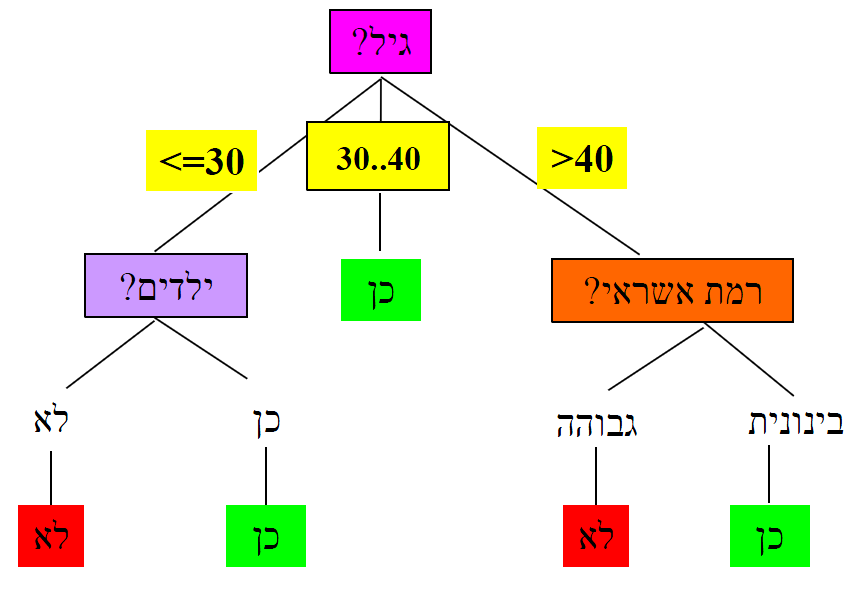 גיל?
<=30
30..40
>40
ילדים?
כן
רמת אשראי?
לא
כן
גבוהה
בינונית
לא
כן
לא
כן